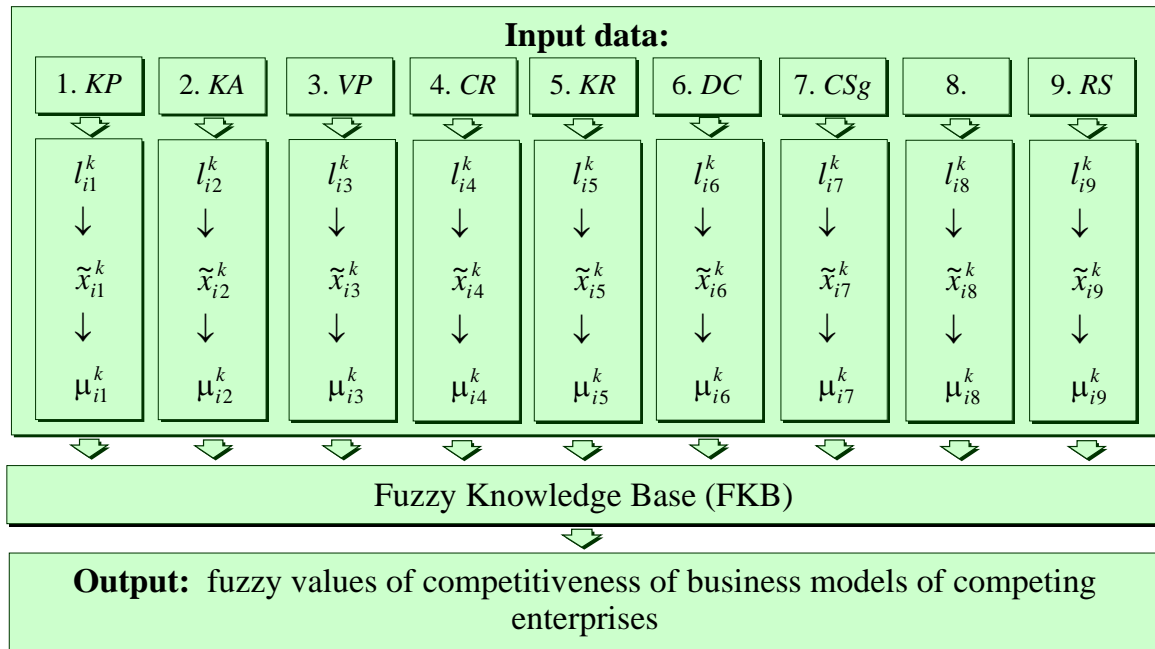 Input data:
1. KP 2. KA 3. VP 4. CR 5. KR 6. DC 7. CSg 8. 9. RS
l_{i1}^k l_{i2}^k l_{i3}^k l_{i4}^k l_{i5}^k l_{i6}^k l_{i7}^k l_{i8}^k l_{i9}^k
↓ ↓ ↓ ↓ ↓ ↓ ↓ ↓ ↓
x̃_{i1}^k x̃_{i2}^k x̃_{i3}^k x̃_{i4}^k x̃_{i5}^k x̃_{i6}^k x̃_{i7}^k x̃_{i8}^k x̃_{i9}^k
↓ ↓ ↓ ↓ ↓ ↓ ↓ ↓ ↓
μ_{i1}^k μ_{i2}^k μ_{i3}^k μ_{i4}^k μ_{i5}^k μ_{i6}^k μ_{i7}^k μ_{i8}^k μ_{i9}^k
Fuzzy Knowledge Base (FKB)
Output: fuzzy values of competitiveness of business models of competing
enterprises